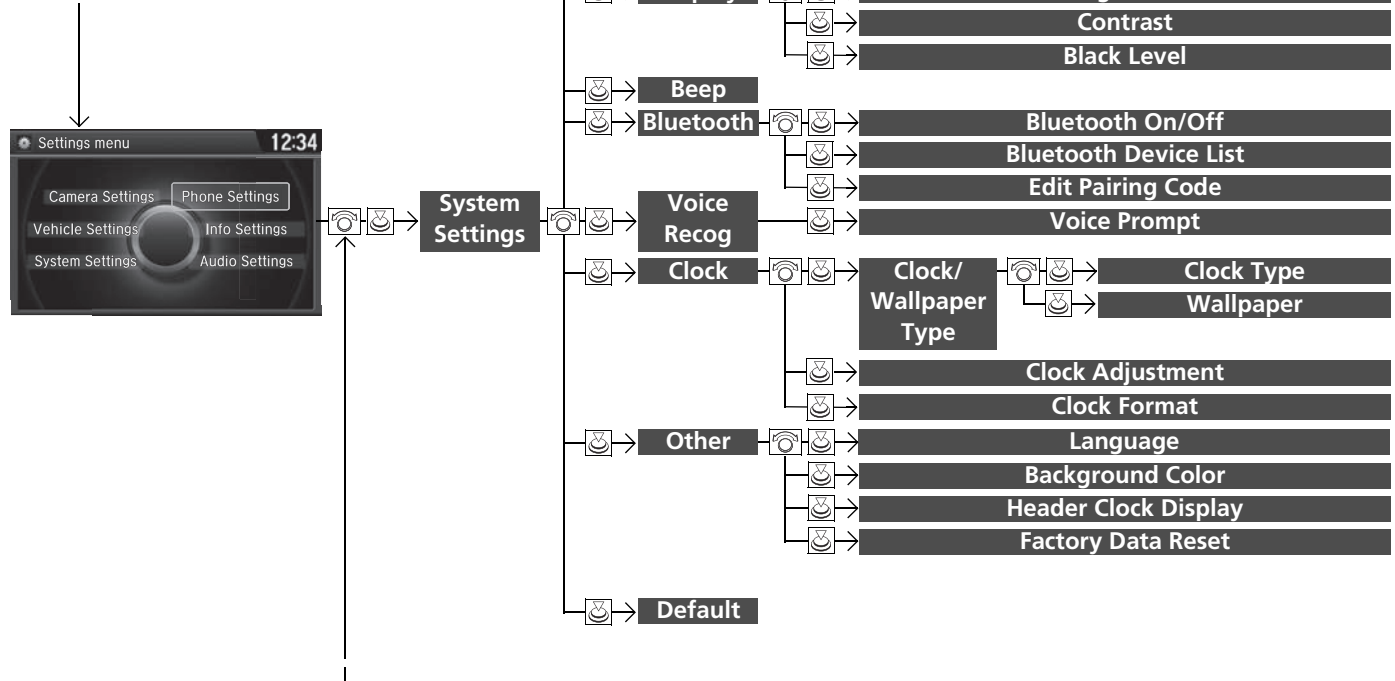 Contrast
Black Level
Beep
Bluetooth
Bluetooth On/Off
Bluetooth Device List
Edit Pairing Code
Settings menu
12:34
Camera Settings
Phone Settings
Vehicle Settings
Info Settings
System Settings
Audio Settings
System
Settings
Voice
Recog
Voice Prompt
Clock
Clock/
Wallpaper
Type
Clock Type
Wallpaper
Clock Adjustment
Clock Format
Other
Language
Background Color
Header Clock Display
Factory Data Reset
Default